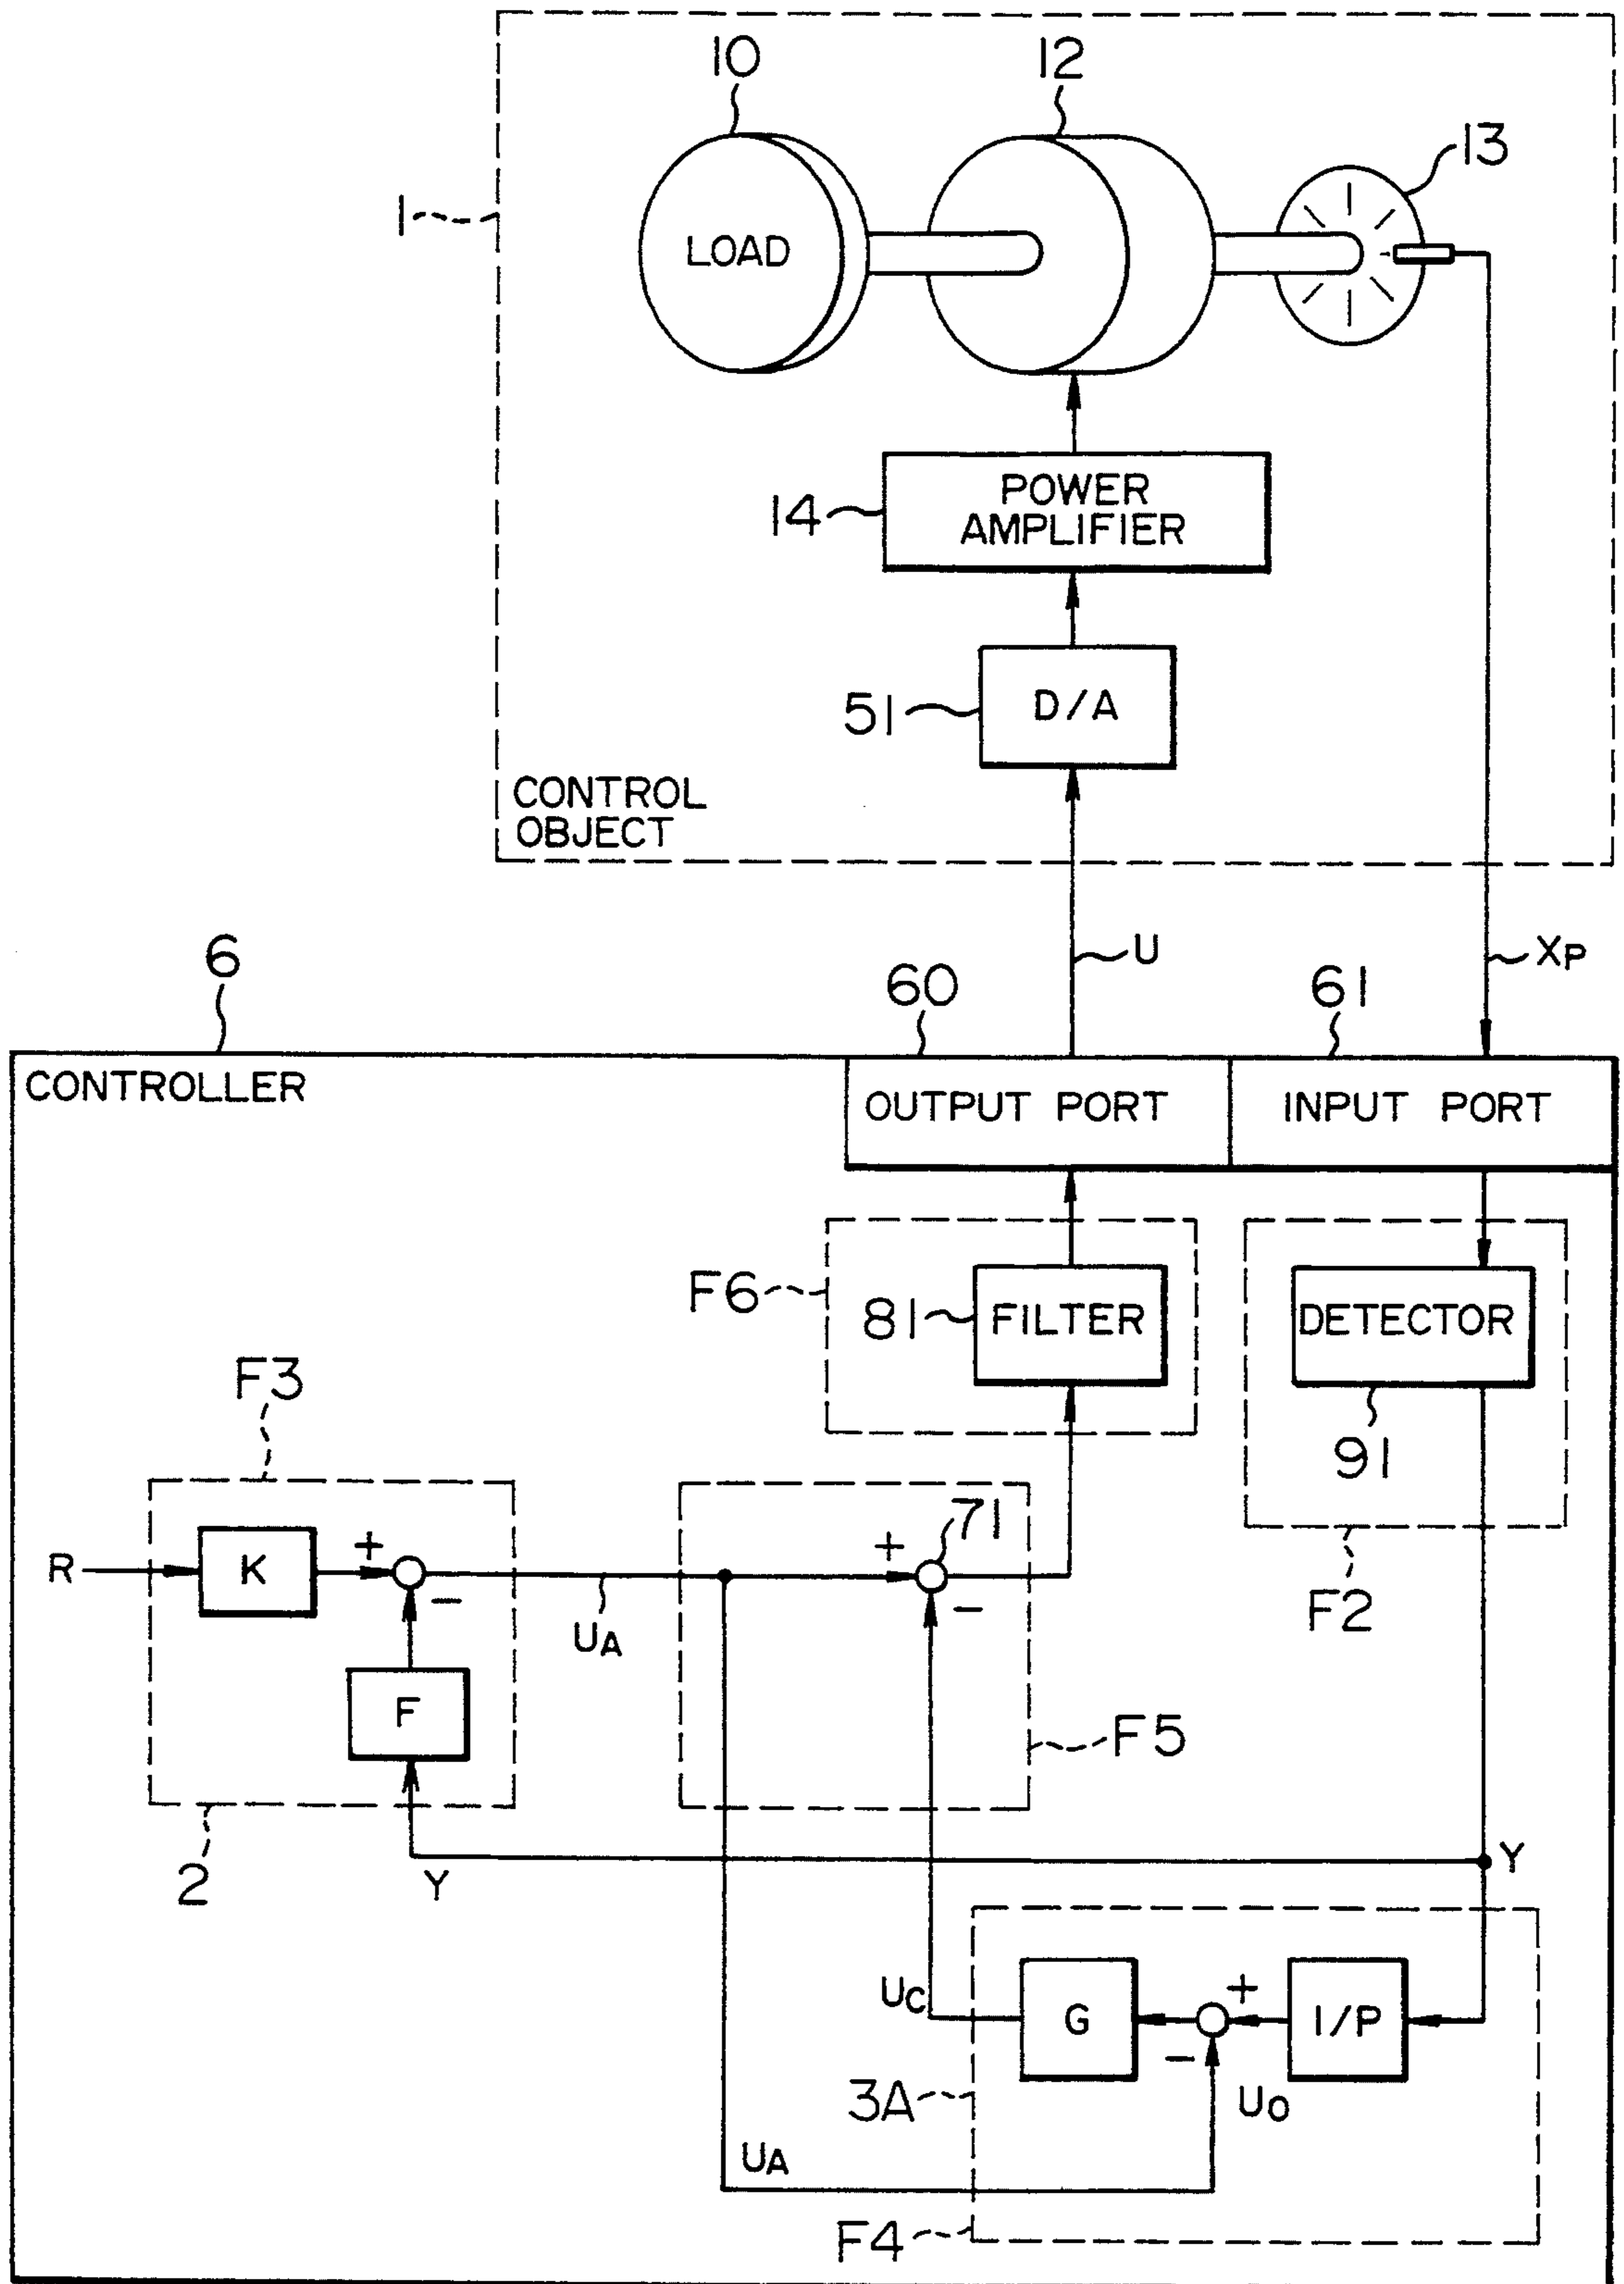 10
12
13
1
LOAD
14
POWER
AMPLIFIER
51
D/A
CONTROL
OBJECT
6
60
U
61
XP
CONTROLLER
OUTPUT PORT
INPUT PORT
F6
81
FILTER
DETECTOR
F3
91
71
R
K
+
−
UA
+
−
F2
F
F5
2
Y
Y
UC
G
+
−
1/P
3A
UO
UA
F4